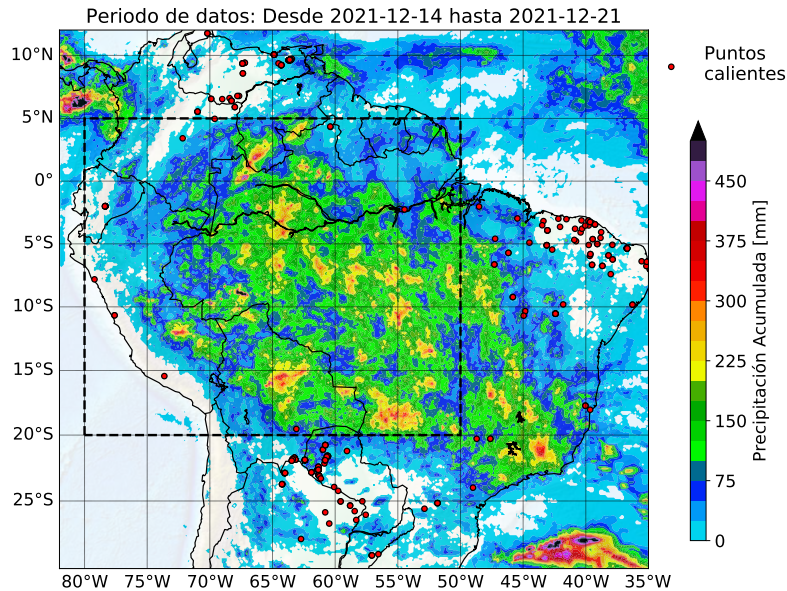 Periodo de datos: Desde 2021-12-14 hasta 2021-12-21
Puntos
calientes
10°N
5°N
0°
5°S
10°S
15°S
20°S
25°S
80°W
75°W
70°W
65°W
60°W
55°W
50°W
45°W
40°W
35°W
450
375
300
225
150
75
0
Precipitación Acumulada [mm]